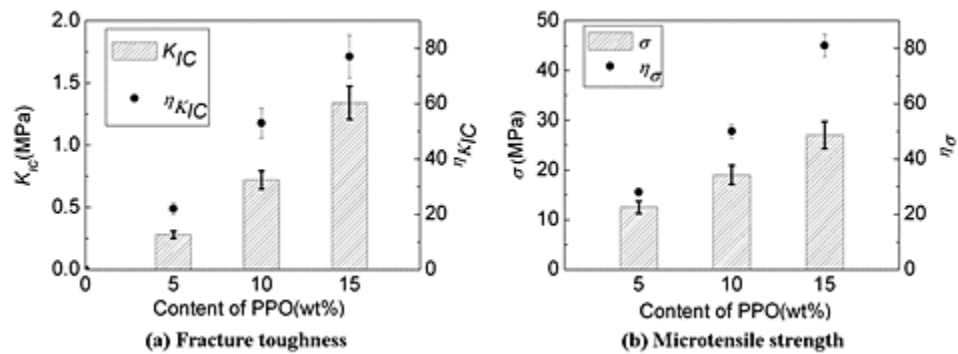 2.0
1.5
1.0
0.5
0.0
K_IC(MPa)
K_IC
η_K_IC
80
60
40
20
0
η_K_IC
0 5 10 15
Content of PPO(wt%)
(a) Fracture toughness
50
40
30
20
10
0
σ(MPa)
σ
η_σ
80
60
40
20
0
η_σ
5 10 15
Content of PPO(wt%)
(b) Microtensile strength